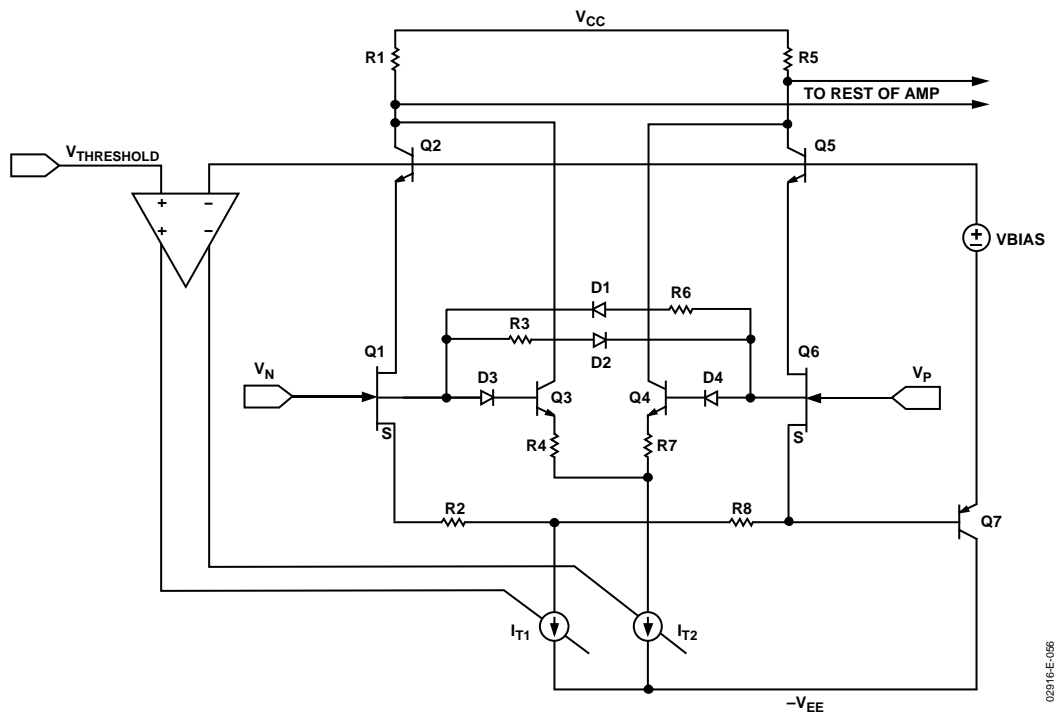 VCC
R1
R5
TO REST OF AMP
VTHRESHOLD
Q2
Q5
+
–
+
–
+
–
VBIAS
D1
R6
R3
D2
Q1
Q6
VN
D3
Q3
Q4
D4
VP
S
R4
R7
S
R2
R8
Q7
IT1
IT2
–VEE
02916-E-056